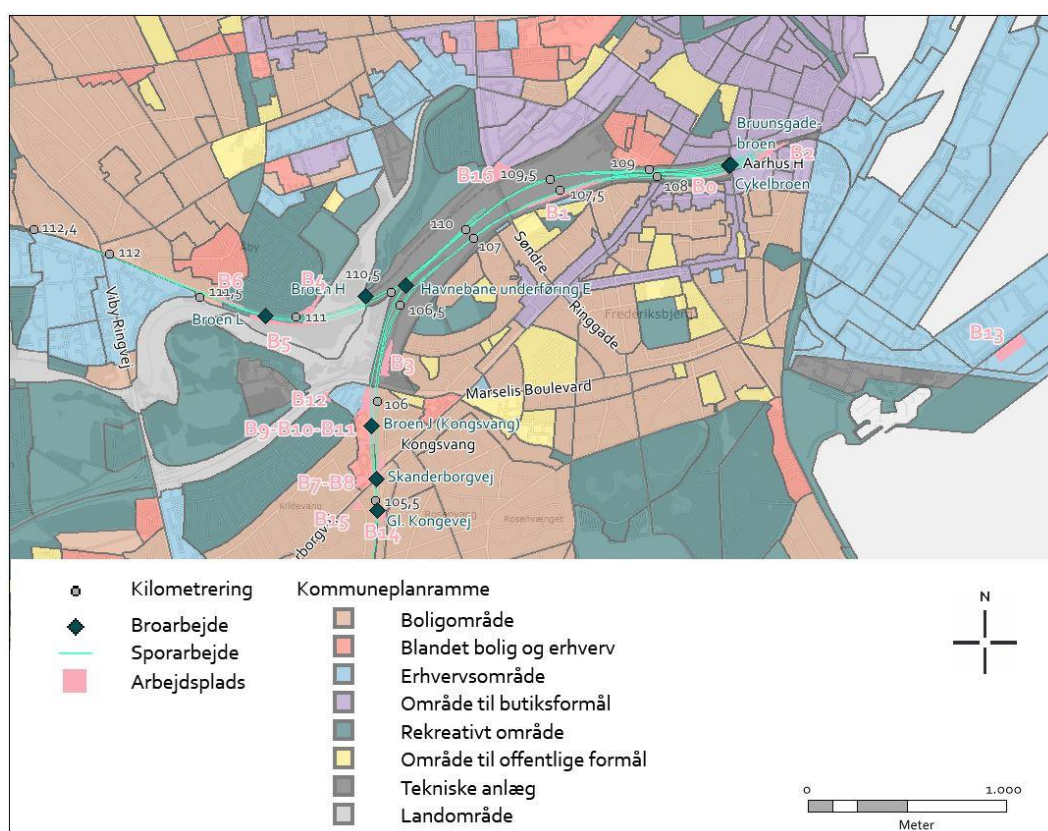 Bruunsgade-
broen
Aarhus H
B2
Cykelbroen
109
108
B0
B16
109,5
107,5
B1
110
107
Søndre
Ringgade
112,4
112
Åby
110,5
Broen H
B4
Havnebane underføring E
B6
111,5
Broen L
111
106,5
Frederiksbjerg
Viby Ringvej
B5
B13
B3
Marselis Boulevard
B12
106
B9-B10-B11
Broen J (Kongsvang)
Kongsvang
Skanderborgvej
B7-B8
Kridevang
105,5
Rosenvang
Rosenvænget
B15
B14
Gl. Kongevej
Kilometrering
Broarbejde
Sporarbejde
Arbejdsplads
Kommuneplanramme
Boligområde
Blandet bolig og erhverv
Erhvervsområde
Område til butiksformål
Rekreativt område
Område til offentlige formål
Tekniske anlæg
Landområde
N
0
1.000
Meter